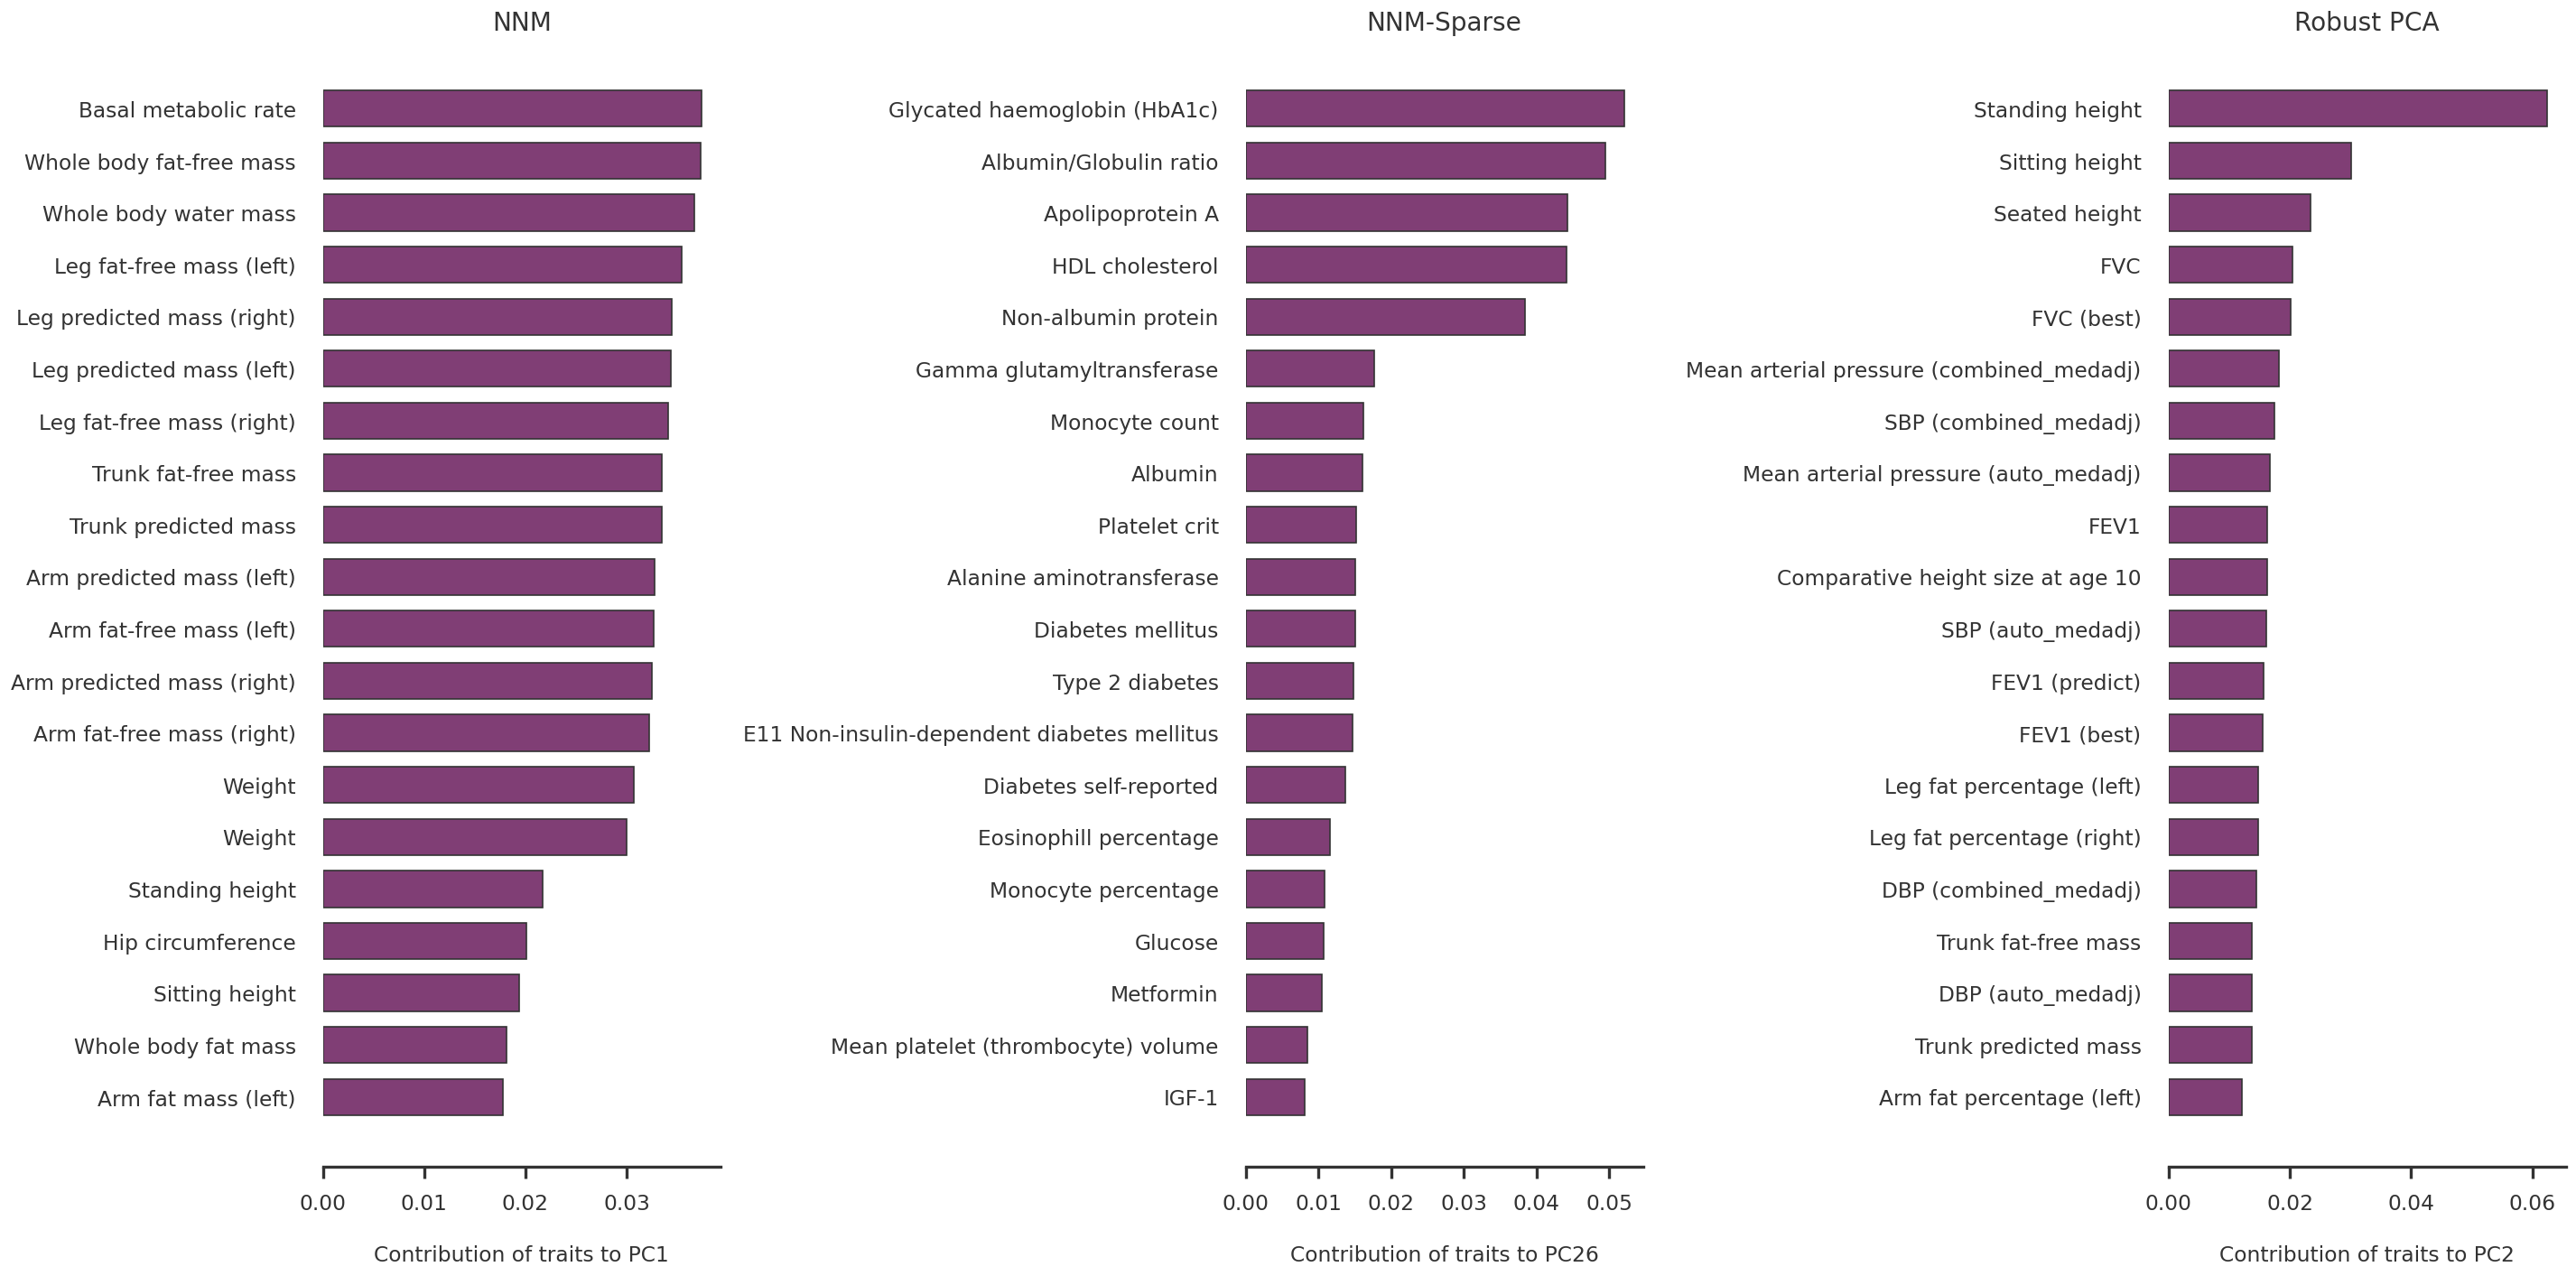 NNM
Basal metabolic rate
Whole body fat-free mass
Whole body water mass
Leg fat-free mass (left)
Leg predicted mass (right)
Leg predicted mass (left)
Leg fat-free mass (right)
Trunk fat-free mass
Trunk predicted mass
Arm predicted mass (left)
Arm fat-free mass (left)
Arm predicted mass (right)
Arm fat-free mass (right)
Weight
Weight
Standing height
Hip circumference
Sitting height
Whole body fat mass
Arm fat mass (left)
0.00 0.01 0.02 0.03
Contribution of traits to PC1
NNM-Sparse
Glycated haemoglobin (HbA1c)
Albumin/Globulin ratio
Apolipoprotein A
HDL cholesterol
Non-albumin protein
Gamma glutamyltransferase
Monocyte count
Albumin
Platelet crit
Alanine aminotransferase
Diabetes mellitus
Type 2 diabetes
E11 Non-insulin-dependent diabetes mellitus
Diabetes self-reported
Eosinophill percentage
Monocyte percentage
Glucose
Metformin
Mean platelet (thrombocyte) volume
IGF-1
0.00 0.01 0.02 0.03 0.04 0.05
Contribution of traits to PC26
Robust PCA
Standing height
Sitting height
Seated height
FVC
FVC (best)
Mean arterial pressure (combined_medadj)
SBP (combined_medadj)
Mean arterial pressure (auto_medadj)
FEV1
Comparative height size at age 10
SBP (auto_medadj)
FEV1 (predict)
FEV1 (best)
Leg fat percentage (left)
Leg fat percentage (right)
DBP (combined_medadj)
Trunk fat-free mass
DBP (auto_medadj)
Trunk predicted mass
Arm fat percentage (left)
0.00 0.02 0.04 0.06
Contribution of traits to PC2